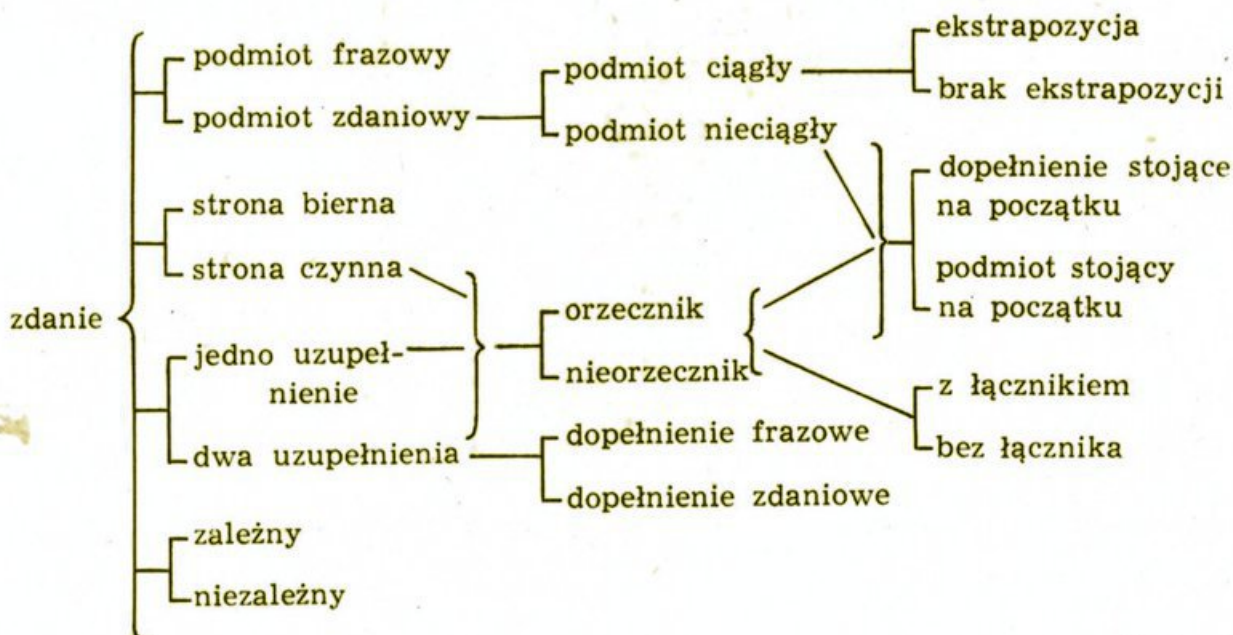 ekstrapozycja
podmiot frazowy
podmiot ciągły
brak ekstrapozycji
podmiot zdaniowy
podmiot nieciągły
dopełnienie stojące
na początku
strona bierna
strona czynna
podmiot stojący
na początku
zdanie
orzecznik
jedno uzupeł-
nienie
nieorzecznik
z łącznikiem
dwa uzupełnienia
dopełnienie frazowe
bez łącznika
dopełnienie zdaniowe
zależny
niezależny